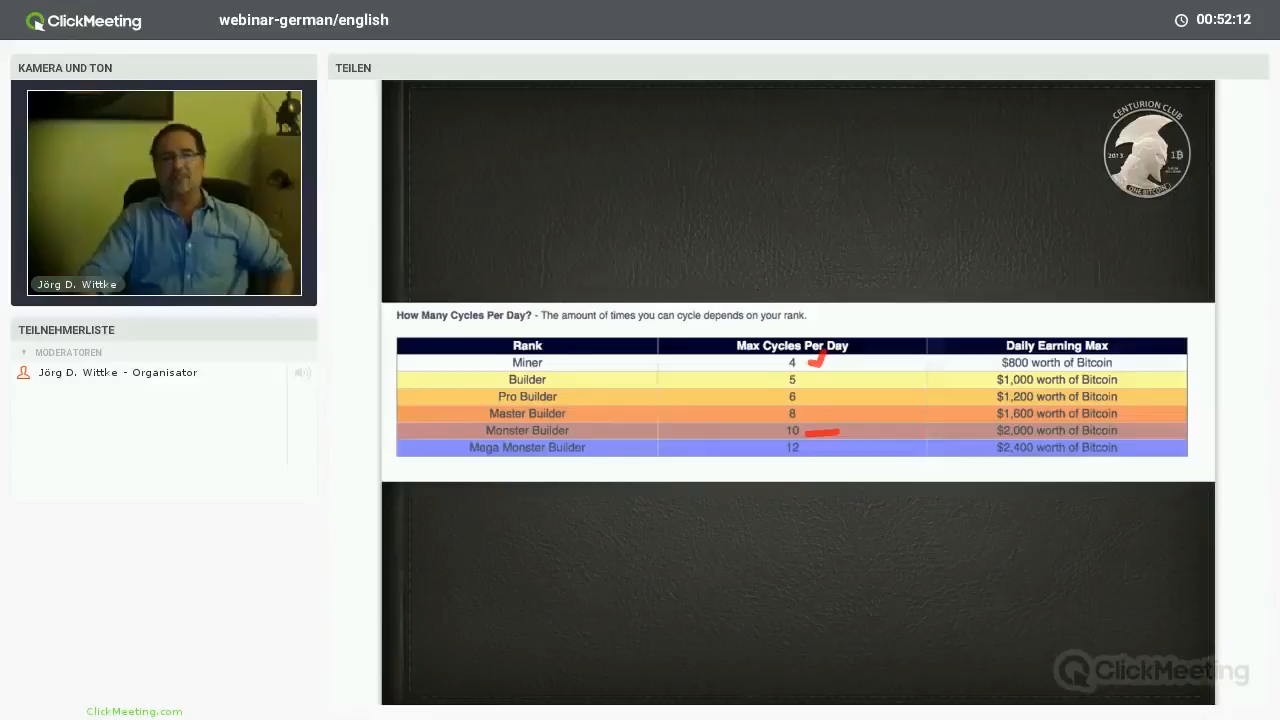 ClickMeeting
webinar-german/english
00:52:12
KAMERA UND TON
TEILEN
Jörg D. Wittke
TEILNEHMERLISTE
MODERATOREN
Jörg D. Wittke - Organisator
CENTURION CLUB
2013
1₿
ONE BITCOIN
How Many Cycles Per Day? - The amount of times you can cycle depends on your rank.
Rank Max Cycles Per Day Daily Earning Max
Miner 4 $800 worth of Bitcoin
Builder 5 $1,000 worth of Bitcoin
Pro Builder 6 $1,200 worth of Bitcoin
Master Builder 8 $1,600 worth of Bitcoin
Monster Builder 10 $2,000 worth of Bitcoin
Mega Monster Builder 12 $2,400 worth of Bitcoin
ClickMeeting
ClickMeeting.com